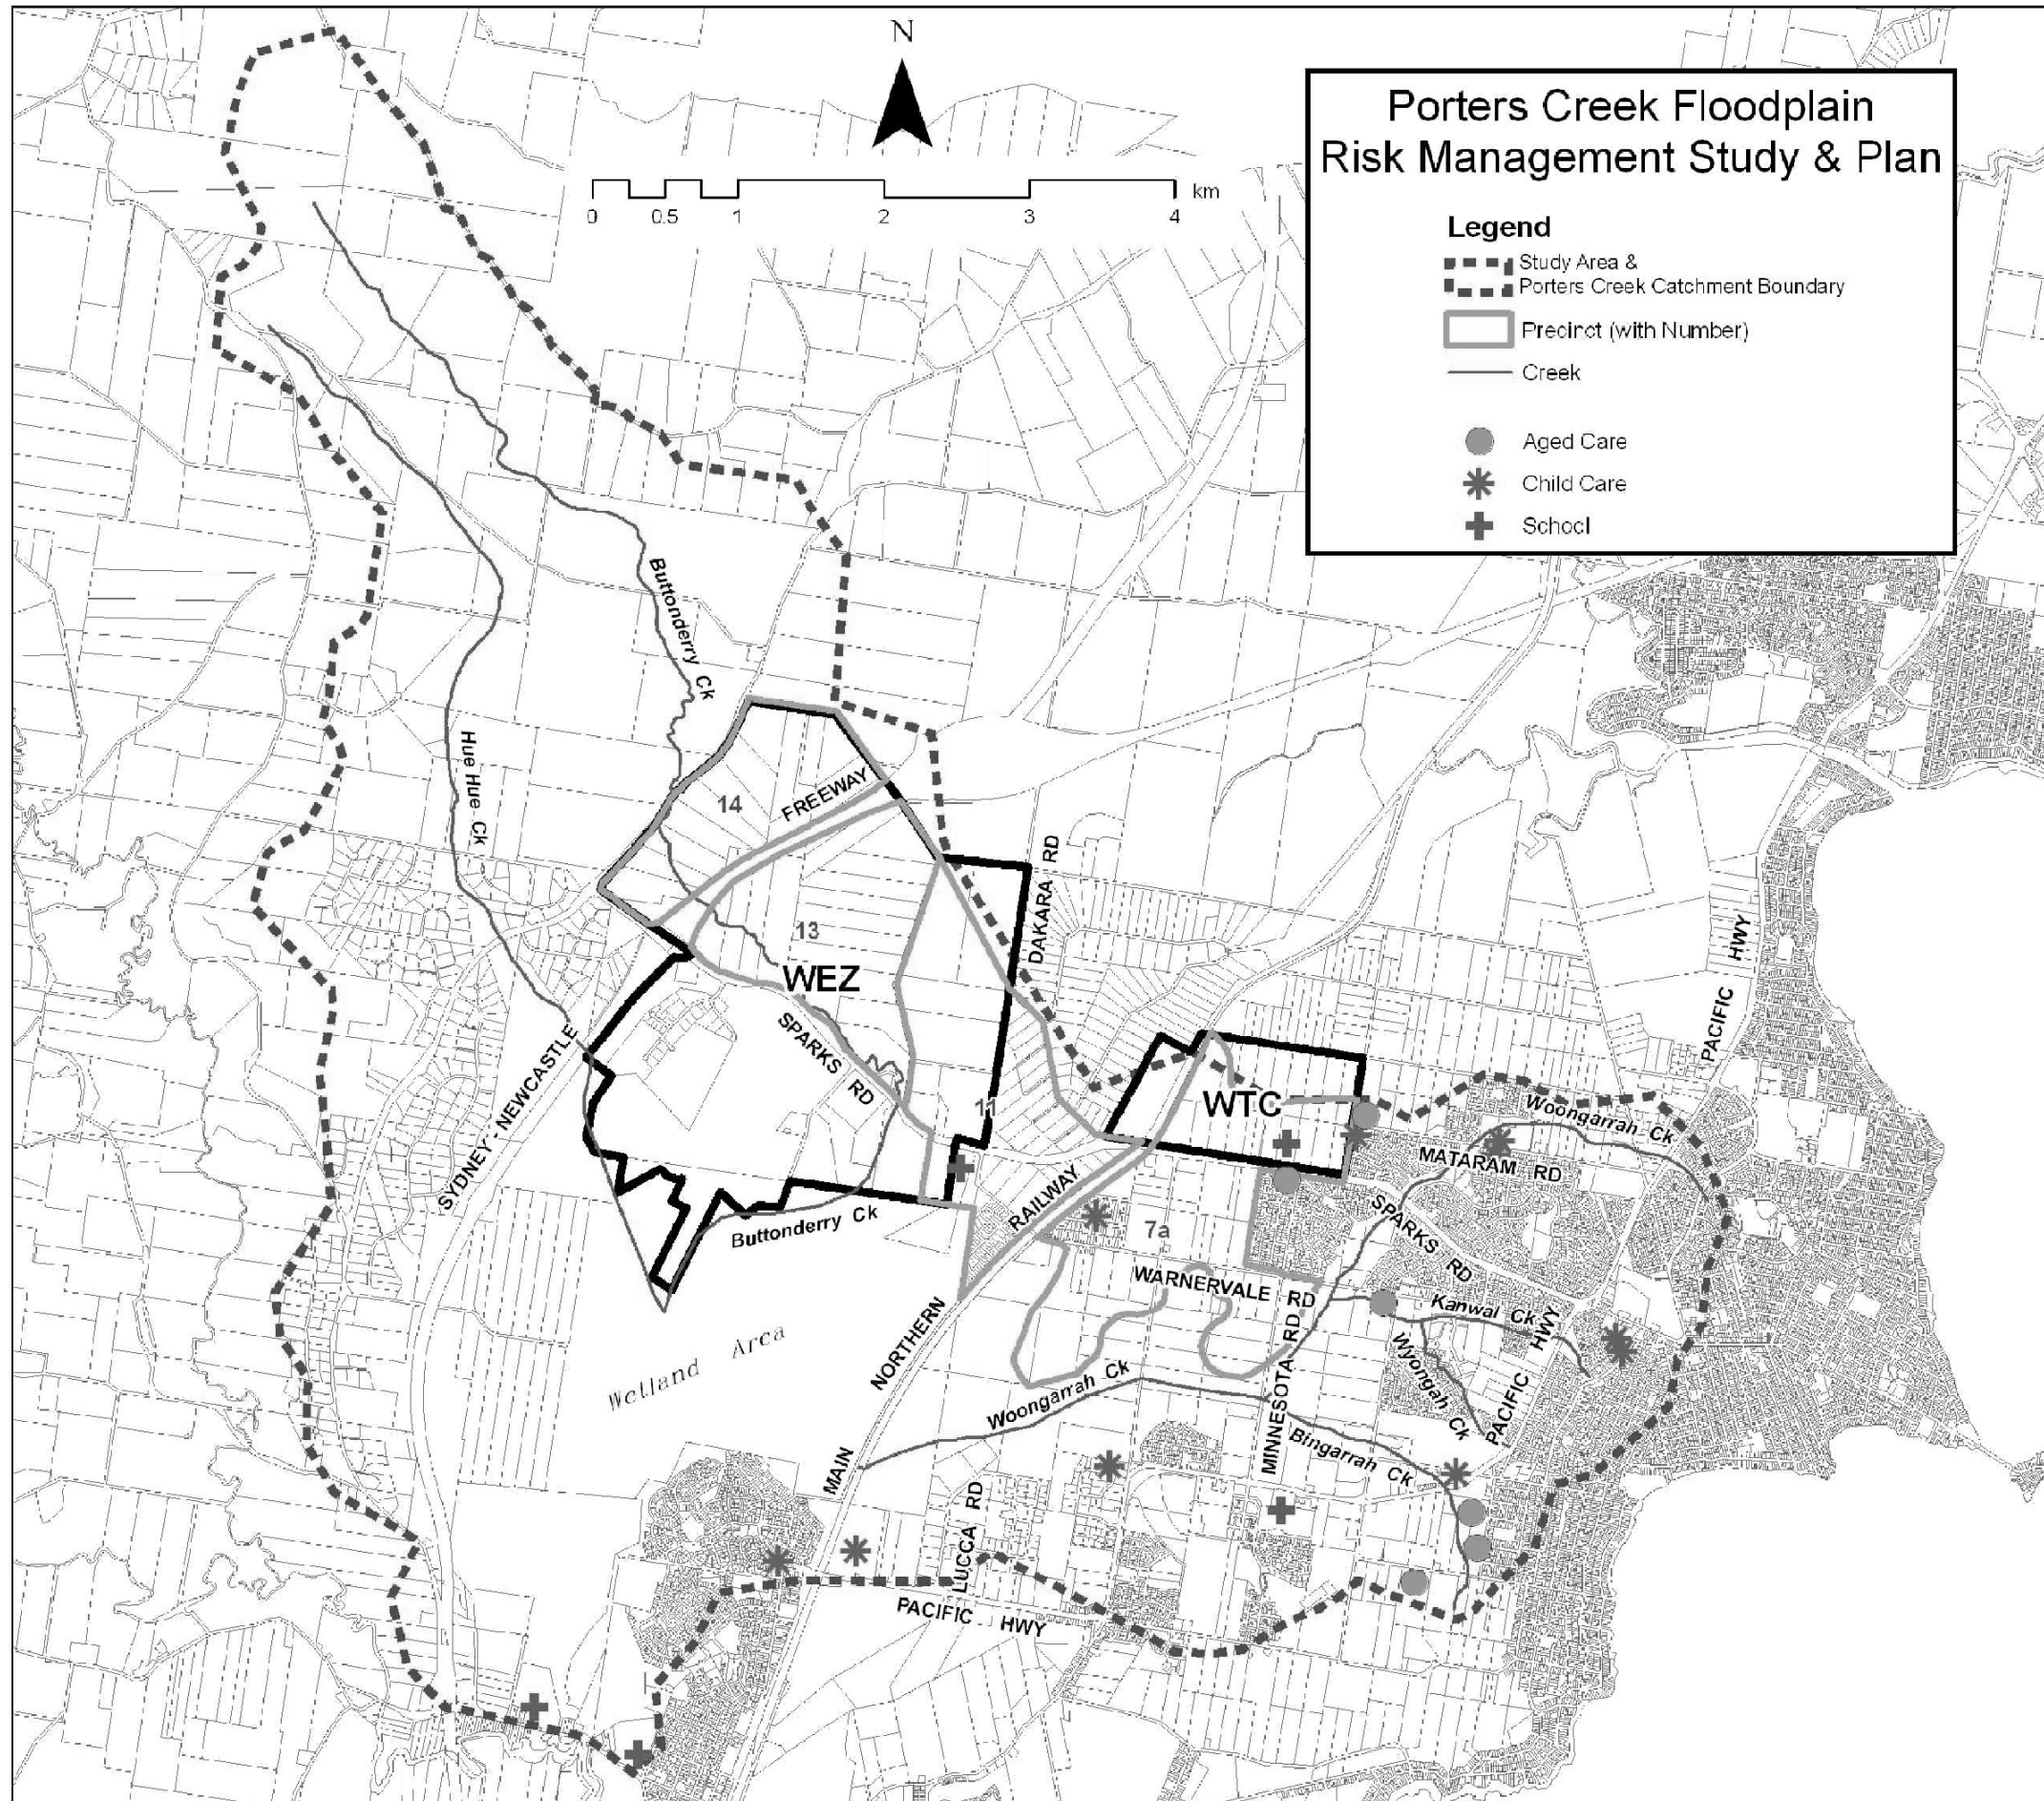 N
0 0.5 1 2 3 4 km
Porters Creek Floodplain
Risk Management Study & Plan
Legend
Study Area &
Porters Creek Catchment Boundary
Precinct (with Number)
Creek
Aged Care
Child Care
School
Buttonderry Ck
Hue Hue Ck
14
FREEWAY
13
WEZ
SPARKS RD
DAKARA RD
PACIFIC HWY
SYDNEY - NEWCASTLE
11
WTC
Woongarrah Ck
MATARAM RD
SPARKS RD
RAILWAY
7a
Buttonderry Ck
WARNERVALE RD
Kanwal Ck
Wyongah Ck
PACIFIC HWY
Wetland Area
NORTHERN
MAIN
Woongarrah Ck
MINNESOTA RD
Bingarrah Ck
LUCCA RD
PACIFIC HWY